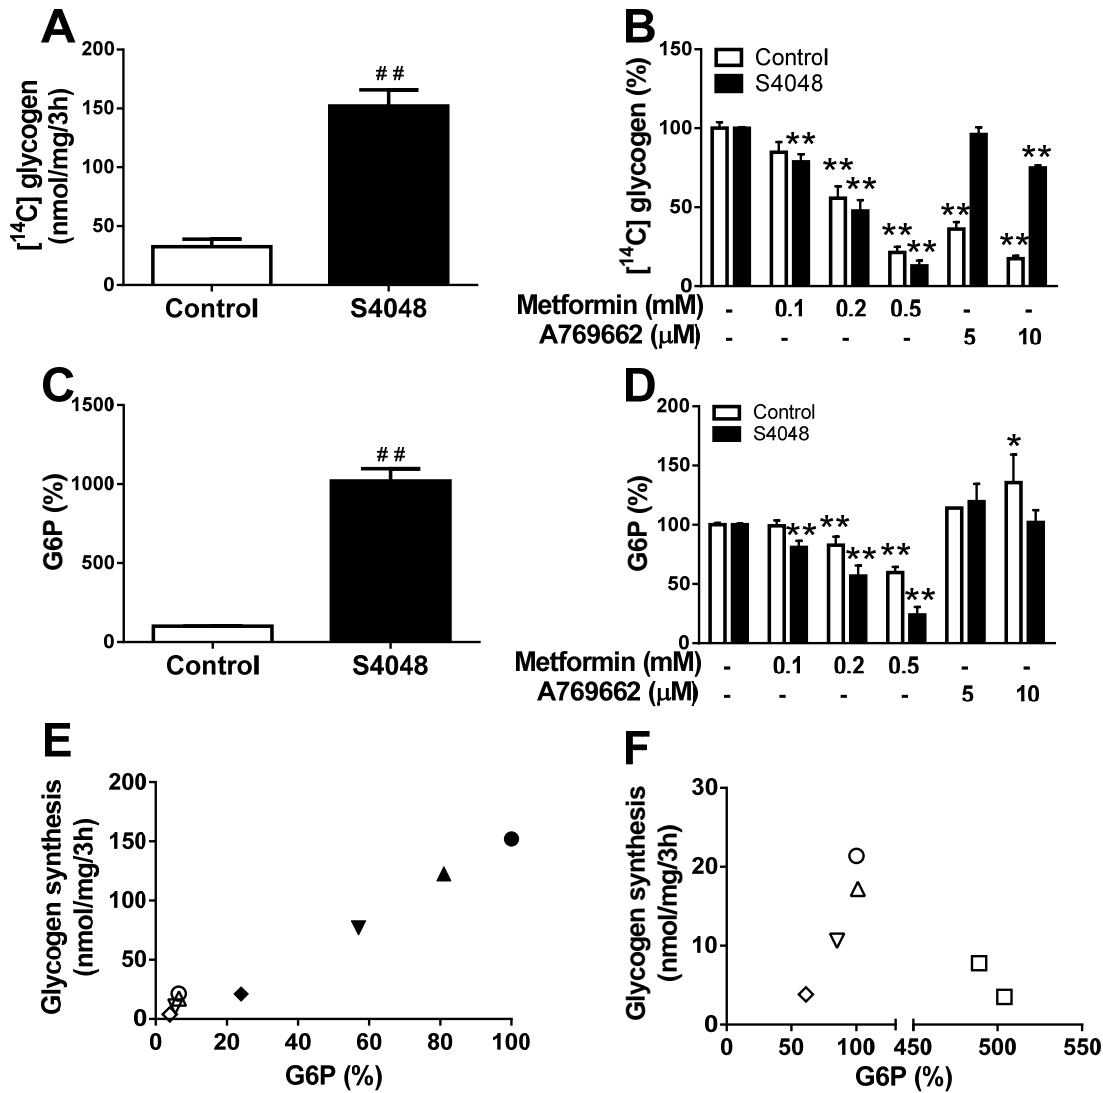 A
200
150
100
50
0
[14C] glycogen
(nmol/mg/3h)
##
Control S4048
B
150
100
50
0
[14C] glycogen (%)
Control
S4048
** ** ** ** ** ** ** **
Metformin (mM) - 0.1 0.2 0.5 - -
A769662 (μM) - - - - 5 10
C
1500
1000
500
0
G6P (%)
##
Control S4048
D
200
150
100
50
0
G6P (%)
Control
S4048
** ** ** ** ** *
Metformin (mM) - 0.1 0.2 0.5 - -
A769662 (μM) - - - - 5 10
E
200
150
100
50
0
Glycogen synthesis
(nmol/mg/3h)
0 20 40 60 80 100
G6P (%)
F
30
20
10
0
Glycogen synthesis
(nmol/mg/3h)
0 50 100 450 500 550
G6P (%)